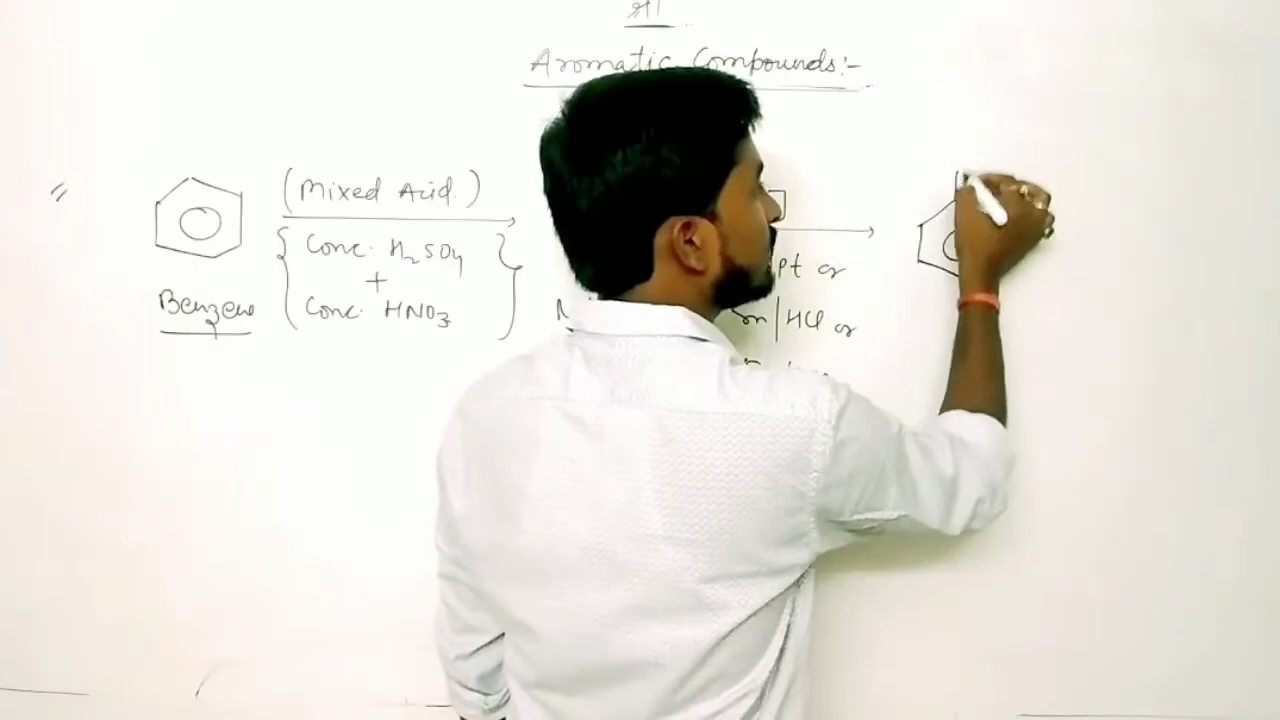 Aromatic Compounds:-
(Mixed Acid.)
Conc. H2SO4
+
Conc. HNO3
Benzene
Pt or
Sn/HCl or